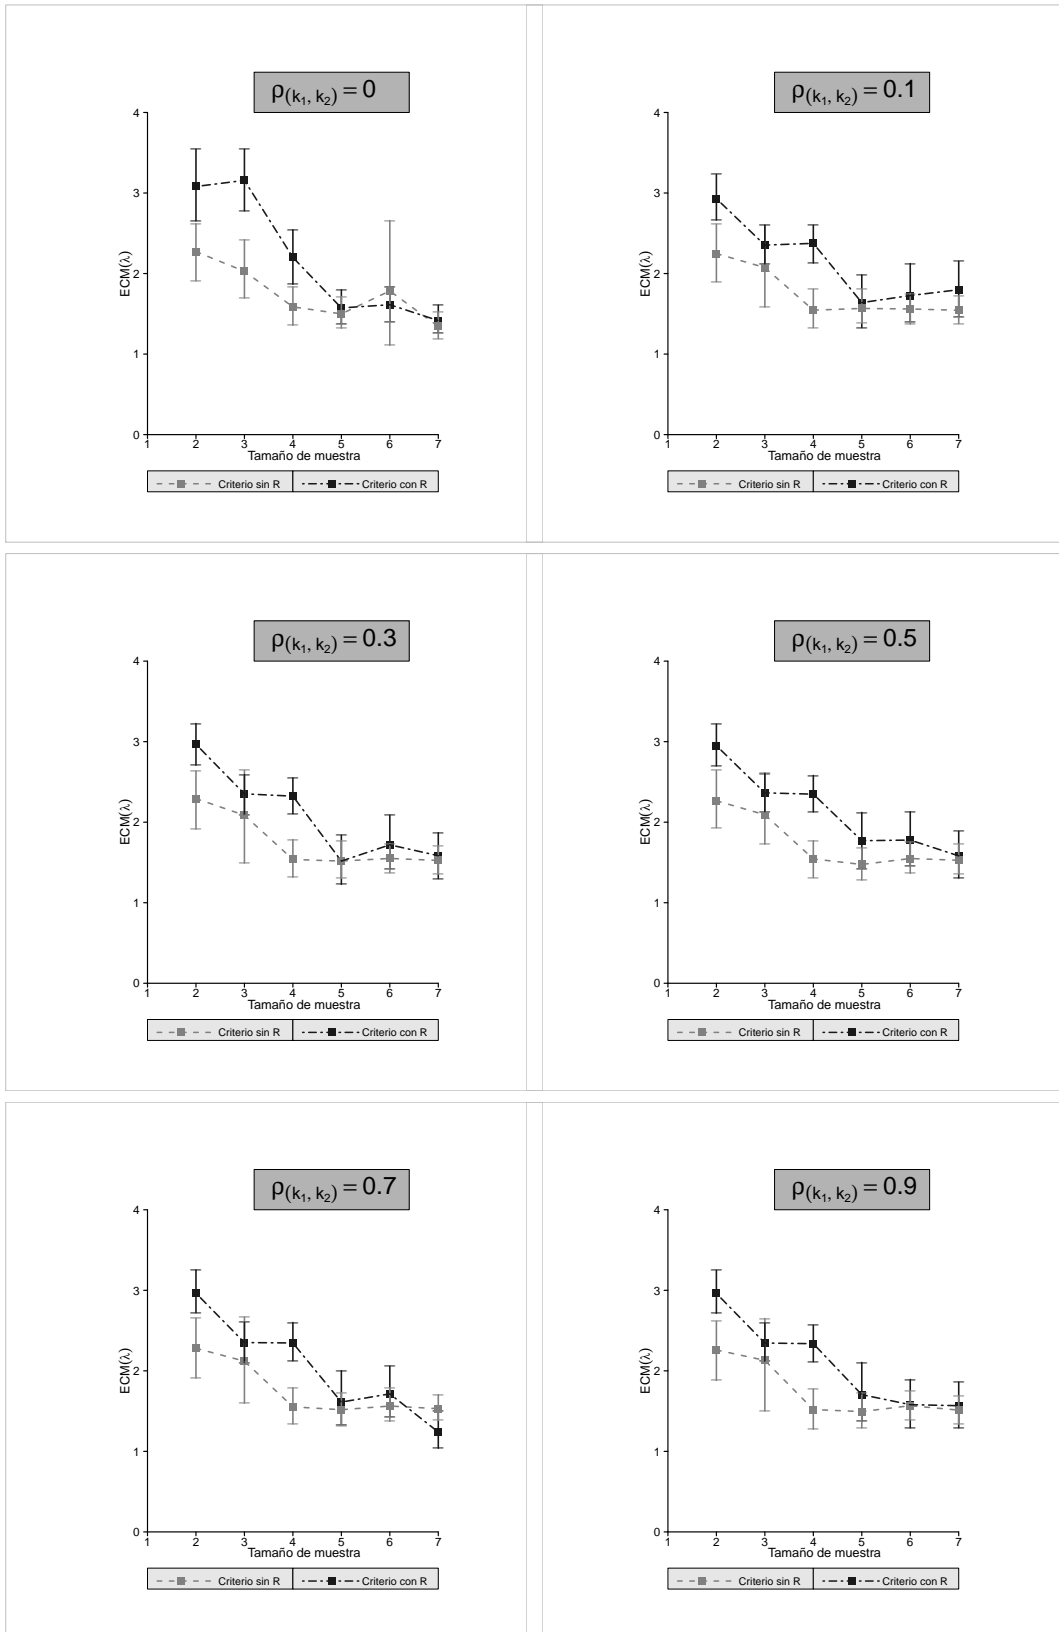 ρ(k₁, k₂) = 0
4
3
2
1
0
ECM(λ)
1 2 3 4 5 6 7
Tamaño de muestra
Criterio sin R Criterio con R
ρ(k₁, k₂) = 0.1
4
3
2
1
0
ECM(λ)
1 2 3 4 5 6 7
Tamaño de muestra
Criterio sin R Criterio con R
ρ(k₁, k₂) = 0.3
4
3
2
1
0
ECM(λ)
1 2 3 4 5 6 7
Tamaño de muestra
Criterio sin R Criterio con R
ρ(k₁, k₂) = 0.5
4
3
2
1
0
ECM(λ)
1 2 3 4 5 6 7
Tamaño de muestra
Criterio sin R Criterio con R
ρ(k₁, k₂) = 0.7
4
3
2
1
0
ECM(λ)
1 2 3 4 5 6 7
Tamaño de muestra
Criterio sin R Criterio con R
ρ(k₁, k₂) = 0.9
4
3
2
1
0
ECM(λ)
1 2 3 4 5 6 7
Tamaño de muestra
Criterio sin R Criterio con R